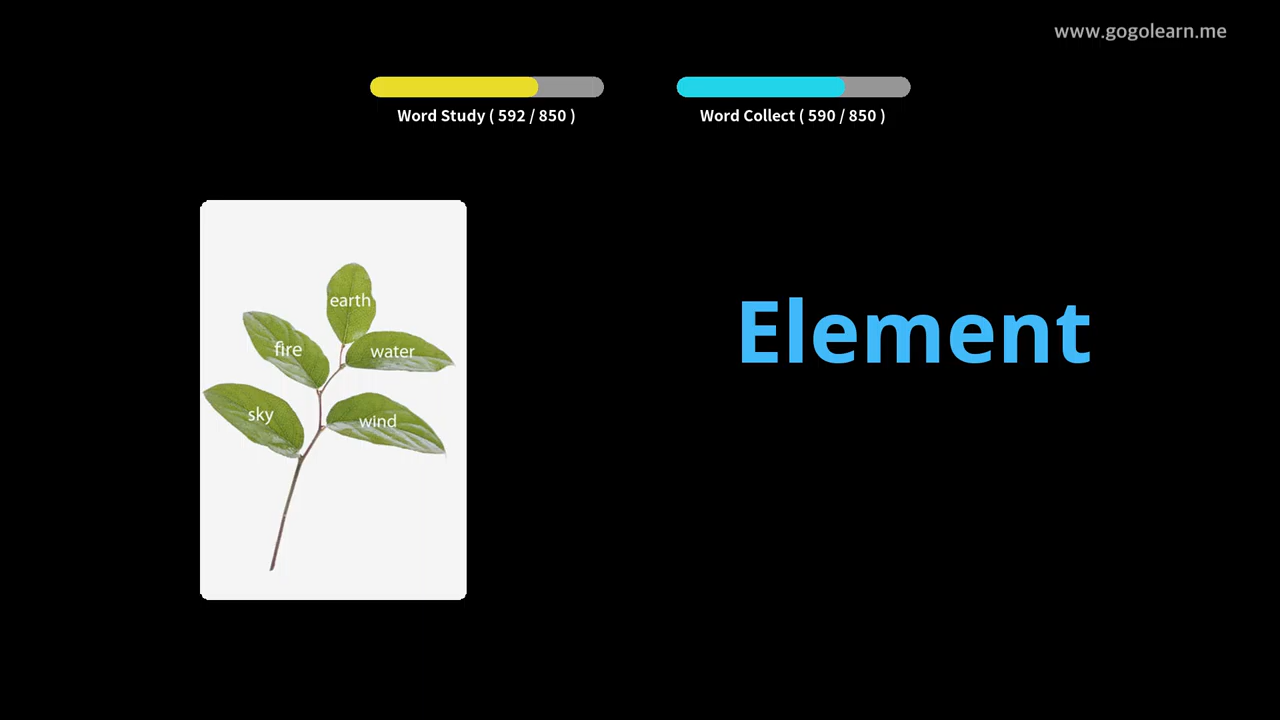 www.gogolearn.me
Word Study ( 592 / 850 )
Word Collect ( 590 / 850 )
earth
fire
water
sky
wind
Element